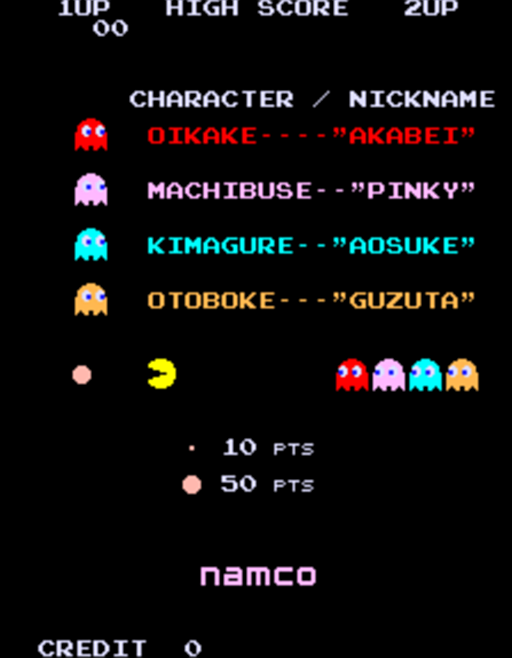 1UP HIGH SCORE 2UP
00
CHARACTER / NICKNAME
OIKAKE----"AKABEI"
MACHIBUSE--"PINKY"
KIMAGURE--"AOSUKE"
OTOBOKE---"GUZUTA"
10 PTS
50 PTS
namco
CREDIT 0